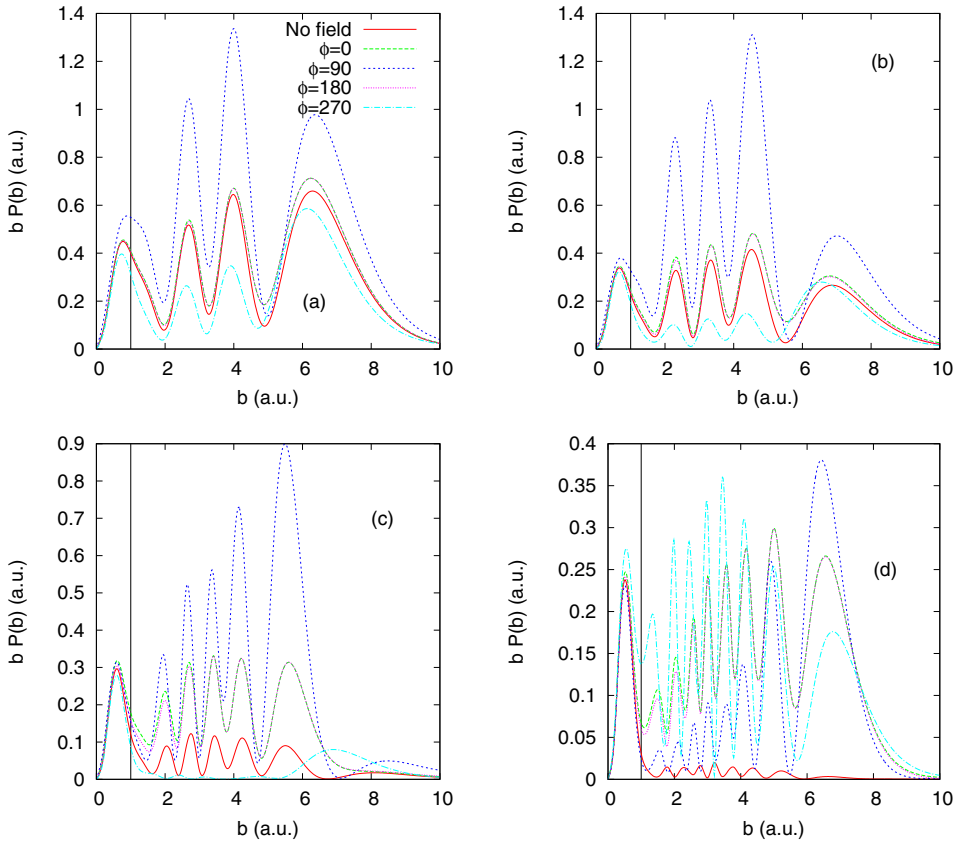 1.4
1.2
1
0.8
0.6
0.4
0.2
0
0 2 4 6 8 10
b P(b) (a.u.)
b (a.u.)
No field
ϕ=0
ϕ=90
ϕ=180
ϕ=270
(a)
1.4
1.2
1
0.8
0.6
0.4
0.2
0
0 2 4 6 8 10
b P(b) (a.u.)
b (a.u.)
(b)
0.9
0.8
0.7
0.6
0.5
0.4
0.3
0.2
0.1
0
0 2 4 6 8 10
b P(b) (a.u.)
b (a.u.)
(c)
0.4
0.35
0.3
0.25
0.2
0.15
0.1
0.05
0
0 2 4 6 8 10
b P(b) (a.u.)
b (a.u.)
(d)